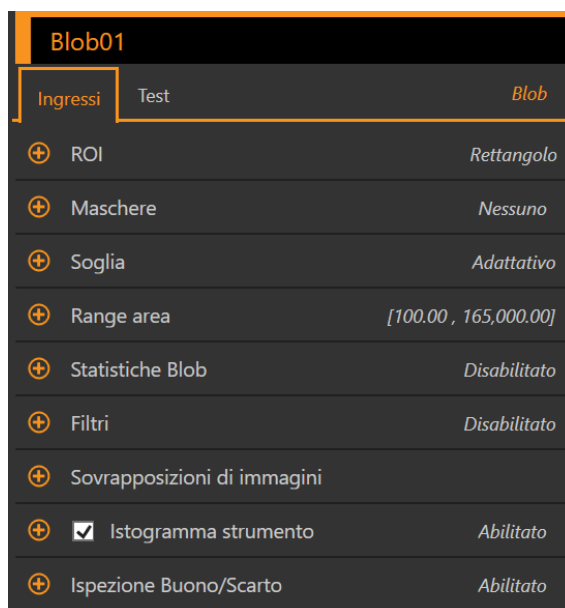 Blob01
Ingressi Test Blob
ROI Rettangolo
Maschere Nessuno
Soglia Adattativo
Range area [100.00 , 165,000.00]
Statistiche Blob Disabilitato
Filtri Disabilitato
Sovrapposizioni di immagini
Istogramma strumento Abilitato
Ispezione Buono/Scarto Abilitato